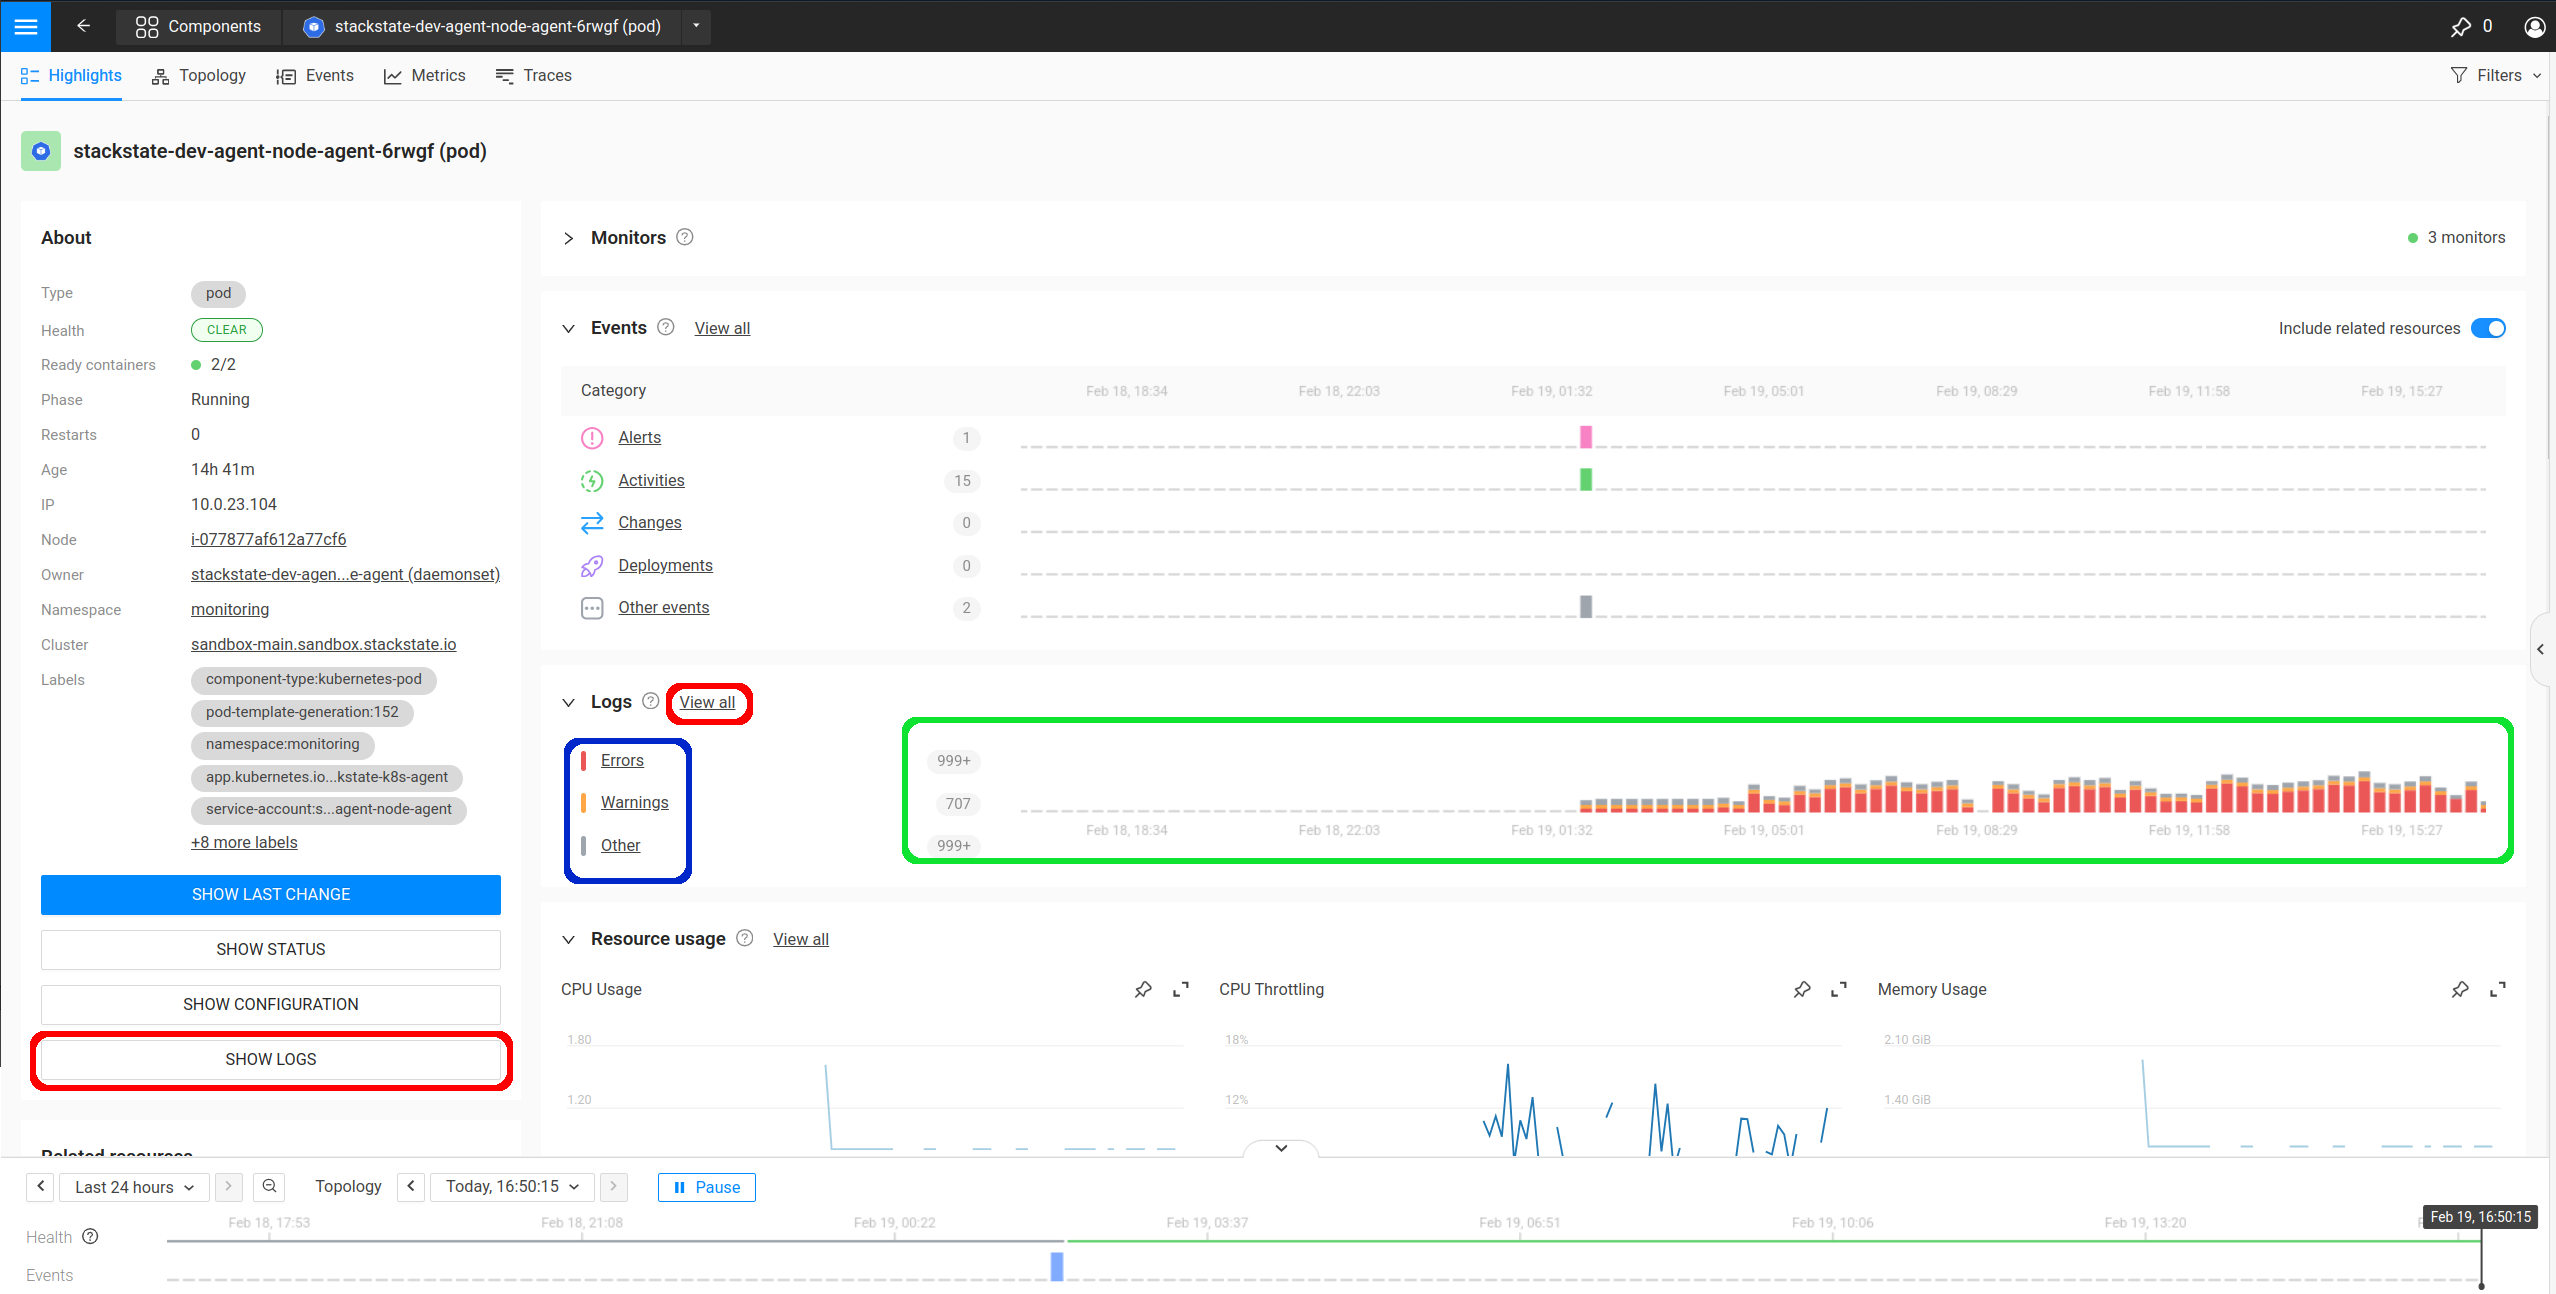 Components
stackstate-dev-agent-node-agent-6rwgf (pod)
0
Highlights
Topology
Events
Metrics
Traces
Filters
stackstate-dev-agent-node-agent-6rwgf (pod)
About
Type
pod
Health
CLEAR
Ready containers
2/2
Phase
Running
Restarts
0
Age
14h 41m
IP
10.0.23.104
Node
i-077877af612a77cf6
Owner
stackstate-dev-agen...e-agent (daemonset)
Namespace
monitoring
Cluster
sandbox-main.sandbox.stackstate.io
Labels
component-type:kubernetes-pod
pod-template-generation:152
namespace:monitoring
app.kubernetes.io...kstate-k8s-agent
service-account:s...agent-node-agent
+8 more labels
SHOW LAST CHANGE
SHOW STATUS
SHOW CONFIGURATION
SHOW LOGS
Related resources
Monitors
3 monitors
Events
View all
Include related resources
Category
Feb 18, 18:34
Feb 18, 22:03
Feb 19, 01:32
Feb 19, 05:01
Feb 19, 08:29
Feb 19, 11:58
Feb 19, 15:27
Alerts
1
Activities
15
Changes
0
Deployments
0
Other events
2
Logs
View all
Errors
999+
Warnings
707
Other
999+
Feb 18, 18:34
Feb 18, 22:03
Feb 19, 01:32
Feb 19, 05:01
Feb 19, 08:29
Feb 19, 11:58
Feb 19, 15:27
Resource usage
View all
CPU Usage
1.80
1.20
CPU Throttling
18%
12%
Memory Usage
2.10 GiB
1.40 GiB
Last 24 hours
Topology
Today, 16:50:15
Pause
Feb 18, 17:53
Feb 18, 21:08
Feb 19, 00:22
Feb 19, 03:37
Feb 19, 06:51
Feb 19, 10:06
Feb 19, 13:20
Feb 19, 16:50:15
Health
Events